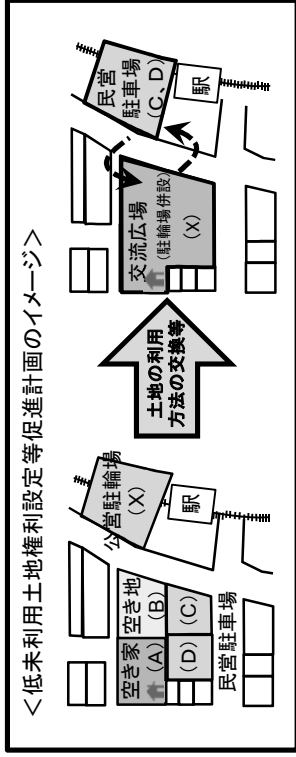 ＜低未利用土地権利設定等促進計画のイメージ＞
公営駐輪場
（X）
空き家
（A）
空き地
（B）
（D）
（C）
民営駐車場
駅
土地の利用
方法の交換等
交流広場
（駐輪場併設）
（X）
民営
駐車場
（C、D）
駅